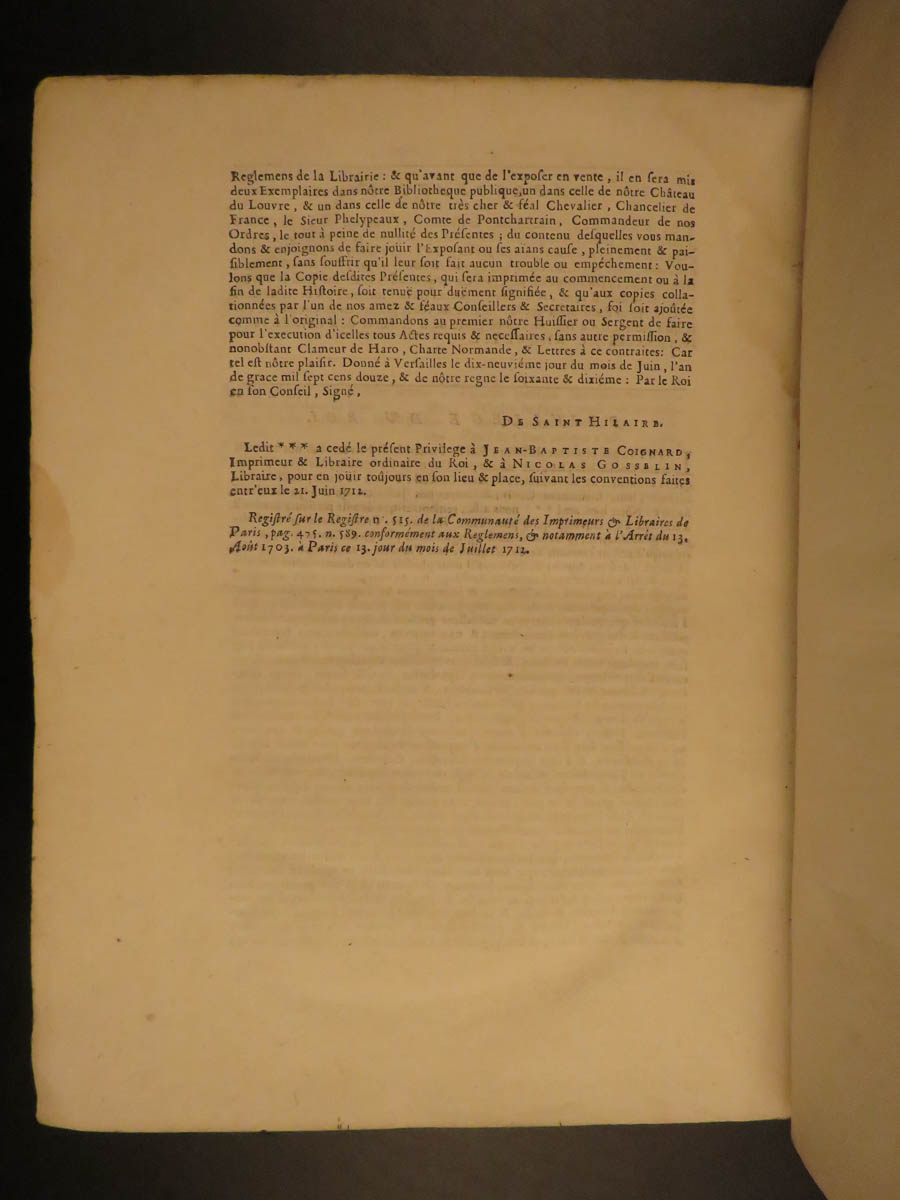 Reglemens de la Librairie : & qu'avant que de l'exposer en vente , il en sera mis
deux Exemplaires dans nôtre Bibliotheque publique, un dans celle de nôtre Château
du Louvre , & un dans celle de nôtre très cher & féal Chevalier , Chancelier de
France , le Sieur Phelypeaux , Comte de Pontchartrain , Commandeur de nos
Ordres , le tout à peine de nullité des Présentes ; du contenu desquelles vous man-
dons & enjoignons de faire joüir l'Exposant ou ses aïans cause , pleinement & pai-
siblement , sans souffrir qu'il leur soit fait aucun trouble ou empêchement : Vou-
lons que la Copie desdites Présentes , qui sera imprimée au commencement ou à la
fin de ladite Histoire , soit tenuë pour duëment signifiée , & qu'aux copies colla-
tionnées par l'un de nos amez & féaux Conseillers & Secretaires , foi soit ajoûtée
comme à l'original : Commandons au premier nôtre Huissier ou Sergent de faire
pour l'execution d'icelles tous Actes requis & necessaires , sans autre permission , &
nonobstant Clameur de Haro , Charte Normande , & Lettres à ce contraires : Car
tel est nôtre plaisir. Donné à Versailles le dix-neuviéme jour du mois de Juin , l'an
de grace mil sept cens douze , & de nôtre regne le soixante & dixiéme : Par le Roi
en son Conseil , Signé ,
DE SAINT HILAIRE.
Ledit * * * a cedé le présent Privilege à JEAN-BAPTISTE COIGNARD,
Imprimeur & Libraire ordinaire du Roi , & à NICOLAS GOSSELIN,
Libraire , pour en joüir toûjours en son lieu & place , suivant les conventions faites
entr'eux le 21. Juin 1712.
Registré sur le Registre n°. 515. de la Communauté des Imprimeurs & Libraires de
Paris , pag. 475. n. 589. conformément aux Reglemens , & notamment à l'Arrêt du 13.
Août 1703. à Paris ce 13. jour du mois de Juillet 1712.